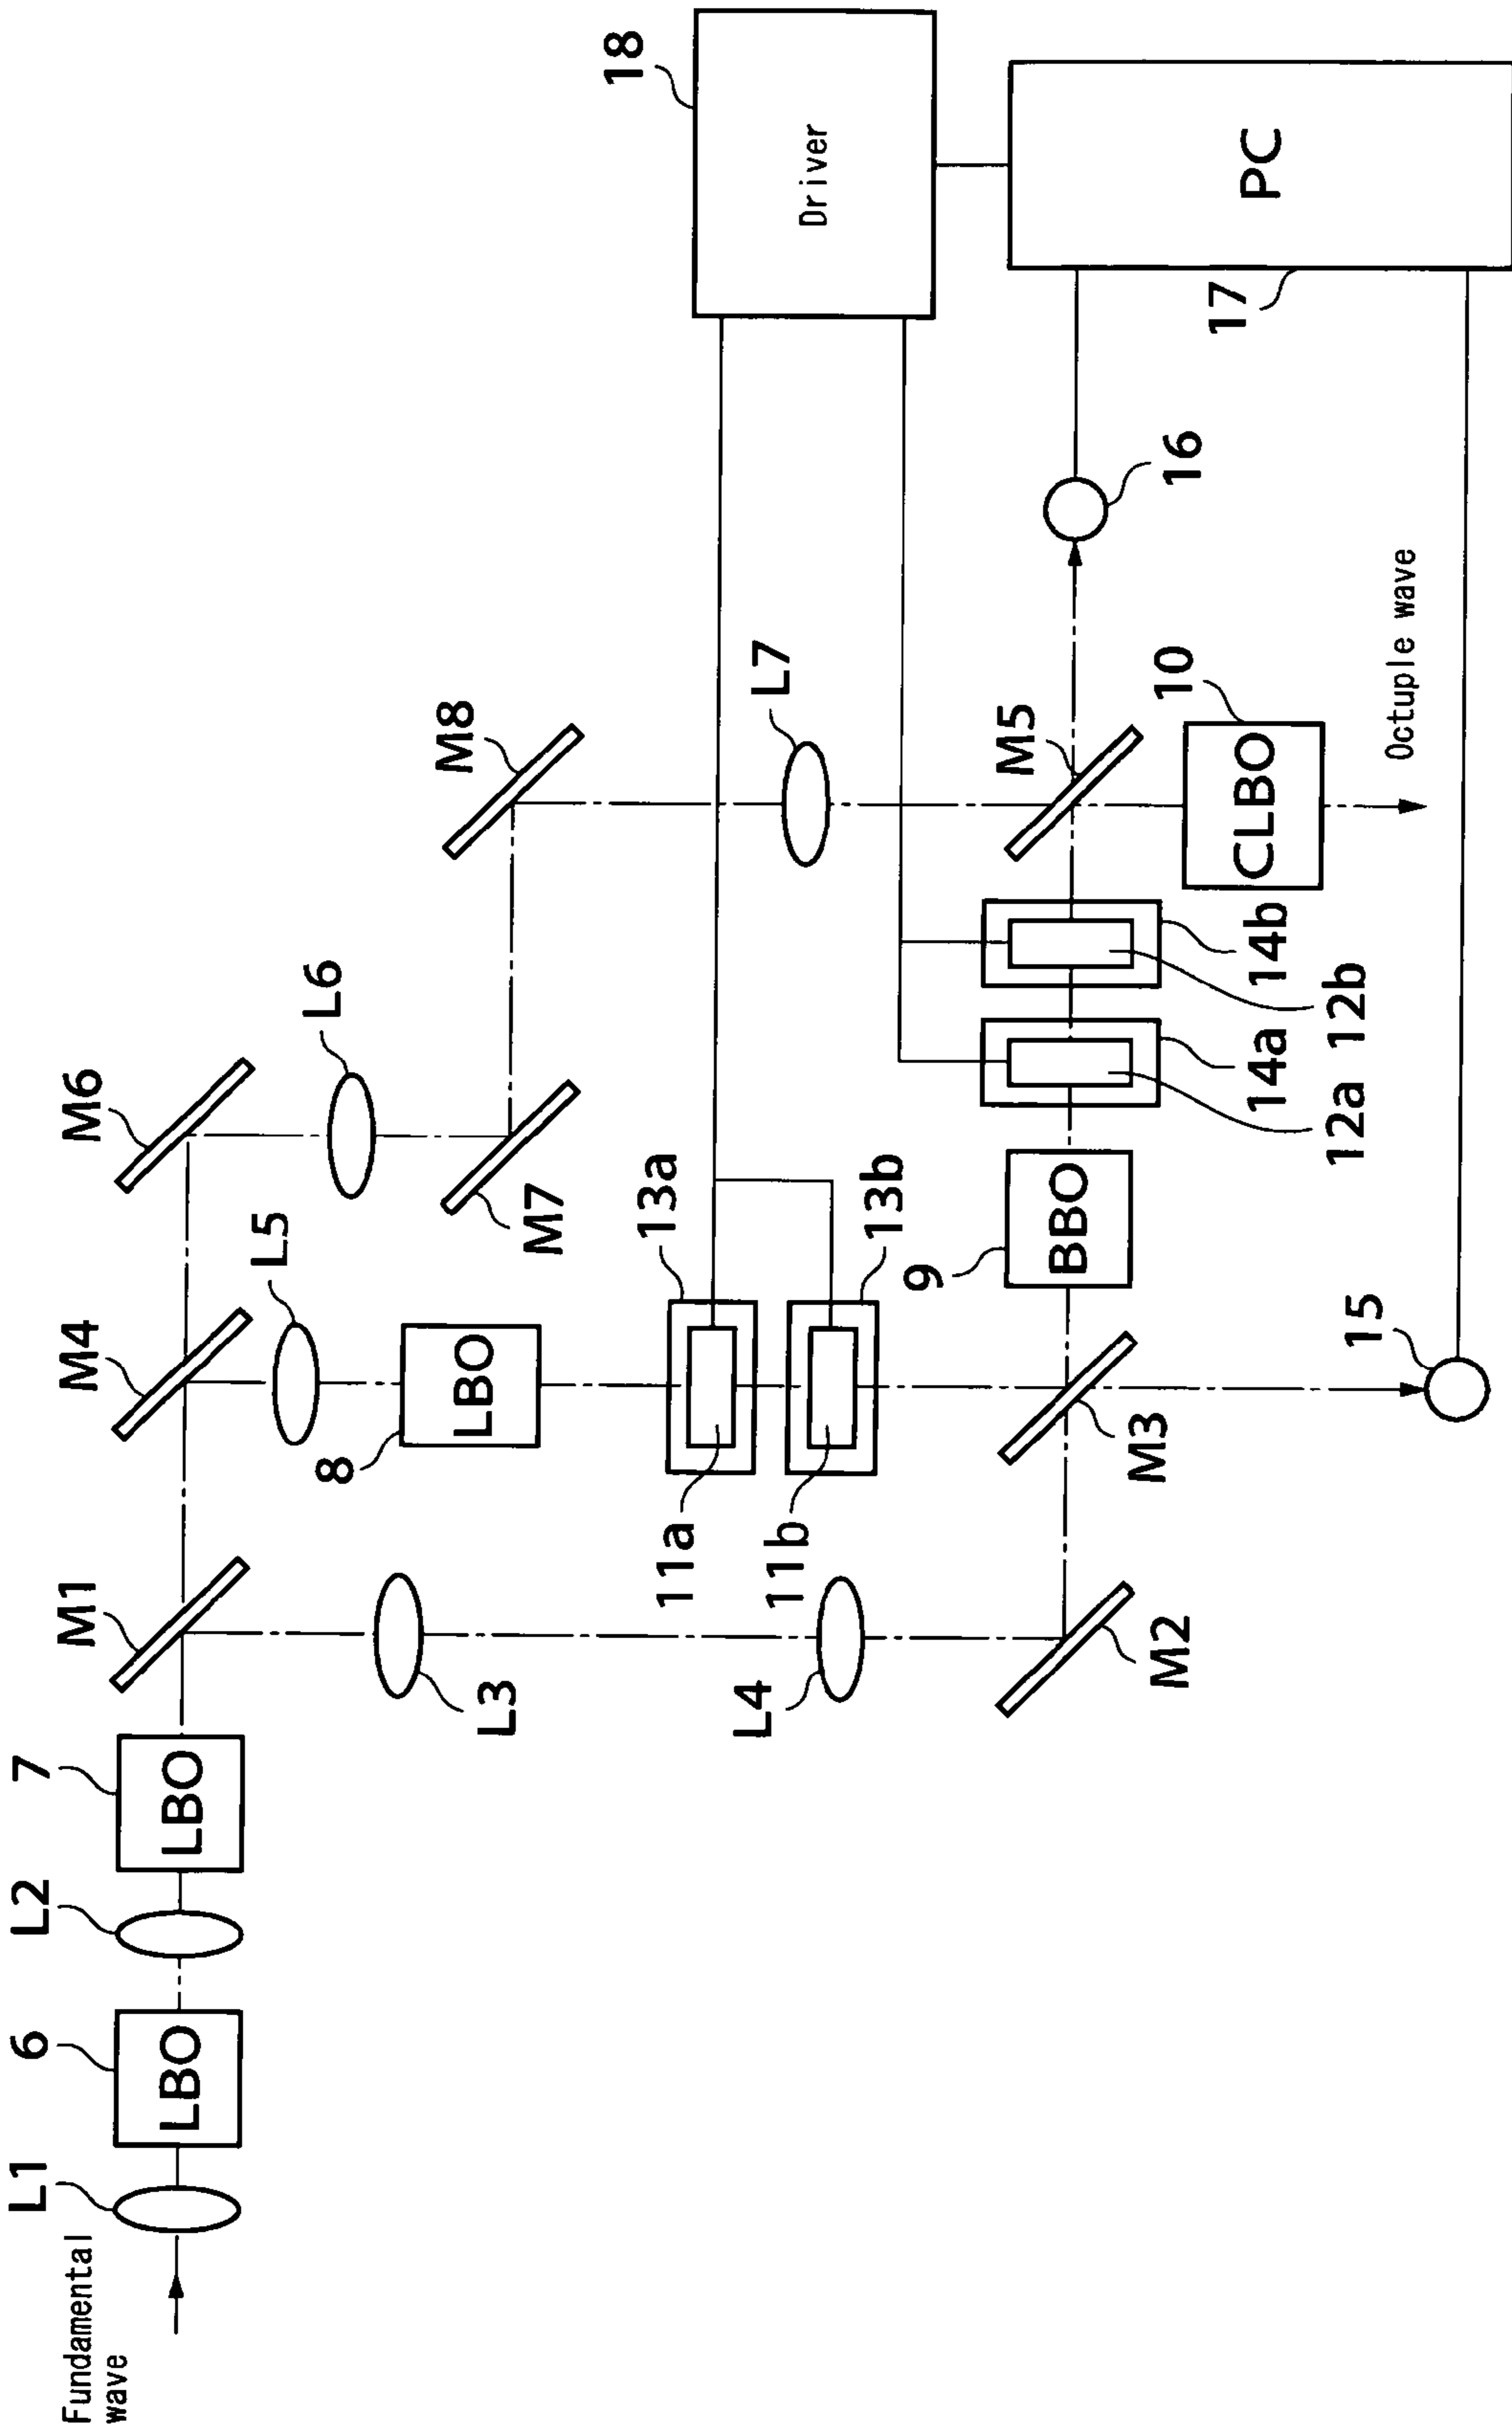 Fundamental
wave
L1
6
LBO
L2
7
LBO
M1
M4
M6
L3
L4
M2
L5
8
LBO
L6
M7
M8
11a
11b
13a
13b
M3
15
9
BBO
14a
12a
14b
12b
L7
M5
10
CLBO
Octuple wave
16
18
Driver
17
PC